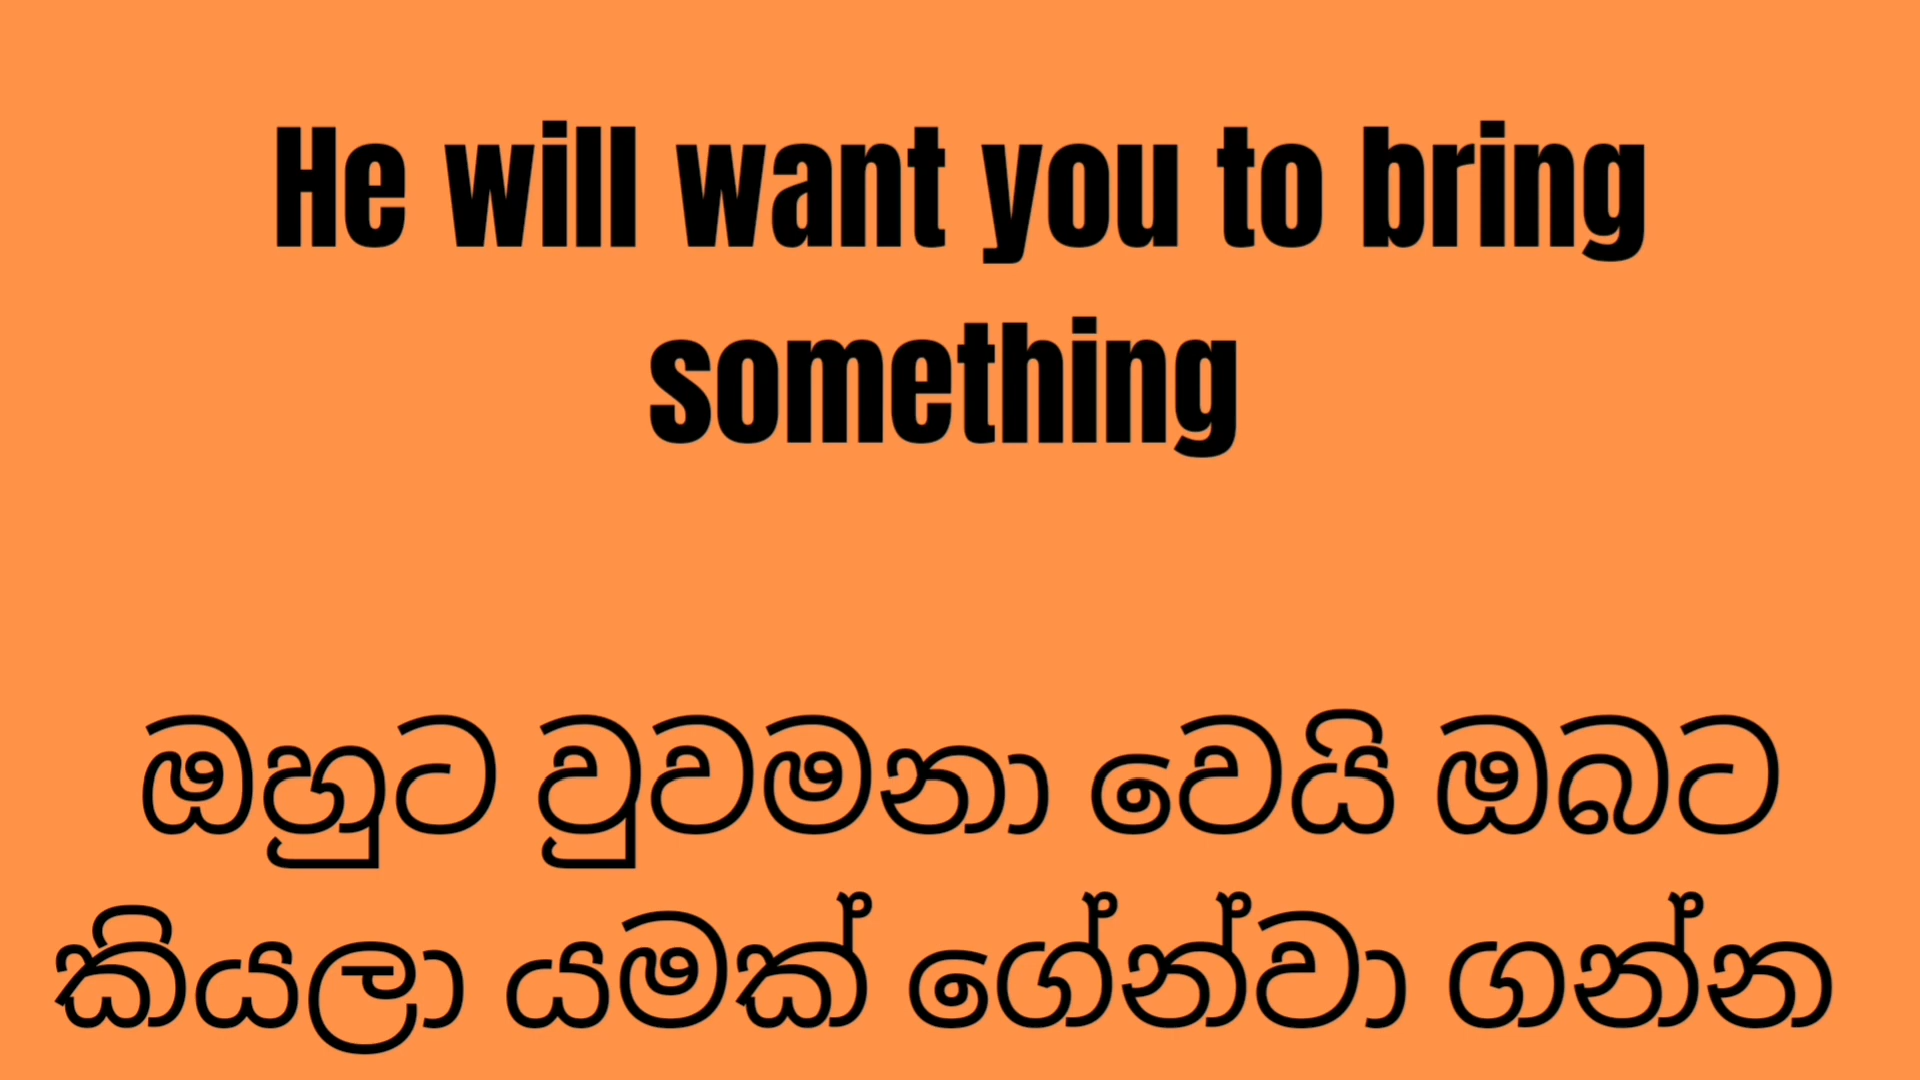 He will want you to bring
something
ඔහුට වුවමනා වෙයි ඔබට
කියලා යමක් ගේන්වා ගන්න